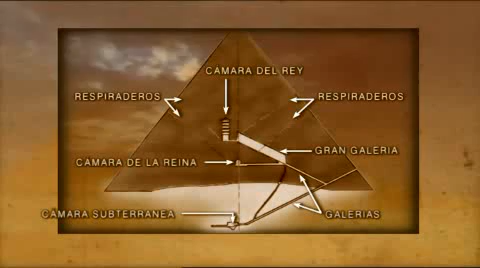 CAMARA DEL REY
RESPIRADEROS
RESPIRADEROS
GRAN GALERIA
CAMARA DE LA REINA
CAMARA SUBTERRANEA
GALERIAS